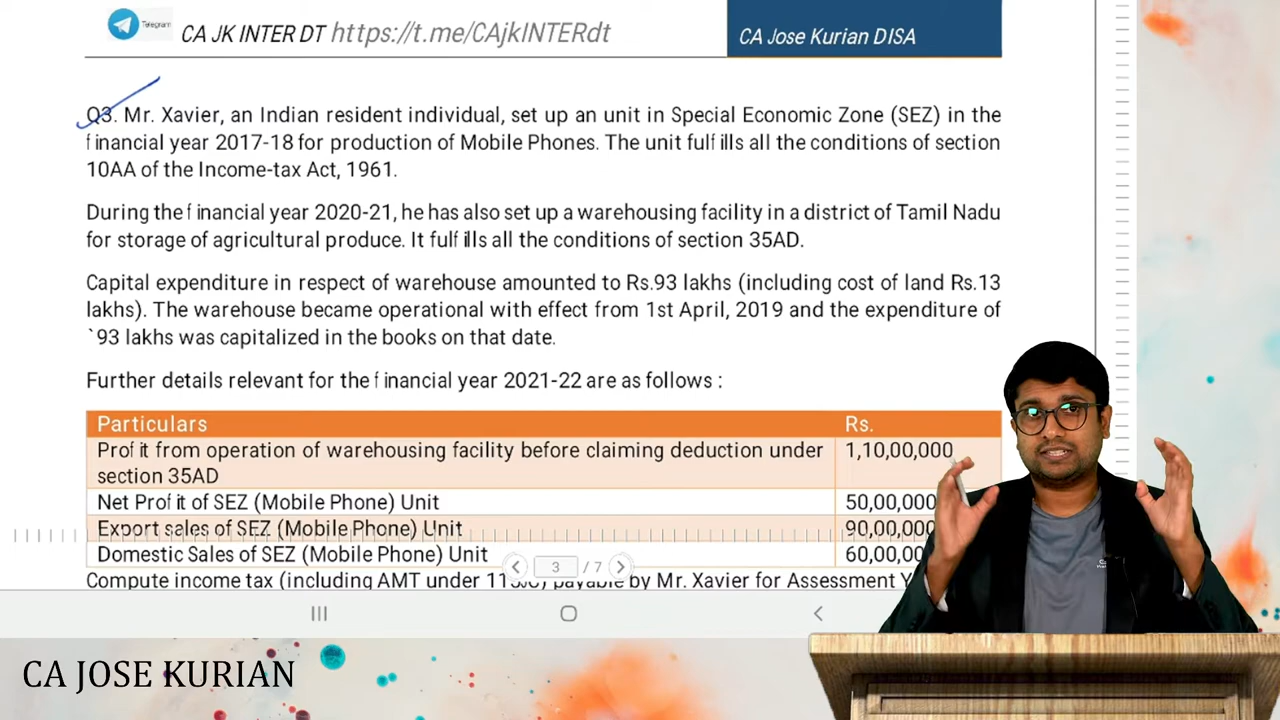 Telegram
CA JK INTER DT https://t.me/CAjkINTERdt
CA Jose Kurian DISA
Q3. Mr. Xavier, an Indian resident individual, set up an unit in Special Economic Zone (SEZ) in the
financial year 2017-18 for production of Mobile Phones. The unit fulfills all the conditions of section
10AA of the Income-tax Act, 1961.
During the financial year 2020-21, he has also set up a warehousing facility in a district of Tamil Nadu
for storage of agricultural produce. t fulfills all the conditions of section 35AD.
Capital expenditure in respect of warehouse amounted to Rs.93 lakhs (including cost of land Rs.13
lakhs). The warehouse became operational with effect from 1st April, 2019 and the expenditure of
`93 lakhs was capitalized in the books on that date.
Further details relevant for the financial year 2021-22 are as follows :
Particulars Rs.
Profit from operation of warehousing facility before claiming deduction under 1,10,00,000
section 35AD
Net Profit of SEZ (Mobile Phone) Unit 50,00,000
Export sales of SEZ (Mobile Phone) Unit 90,00,000
Domestic Sales of SEZ (Mobile Phone) Unit 60,00,0
3 / 7
Compute income tax (including AMT under payable by Mr. Xavier for Assessment
CA JOSE KURIAN